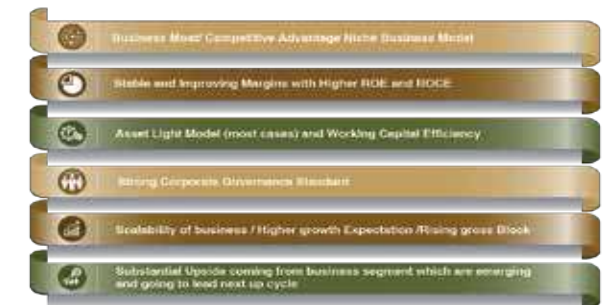 Business Moat/ Competitive Advantage Niche Business Model
Stable and Improving Margins with Higher ROE and ROCE
Asset Light Model (most cases) and Working Capital Efficiency
Strong Corporate Governance Standard
Scalability of business / Higher growth Expectation /Rising gross Block
Substantial Upside coming from business segment which are emerging
and going to lead next up cycle